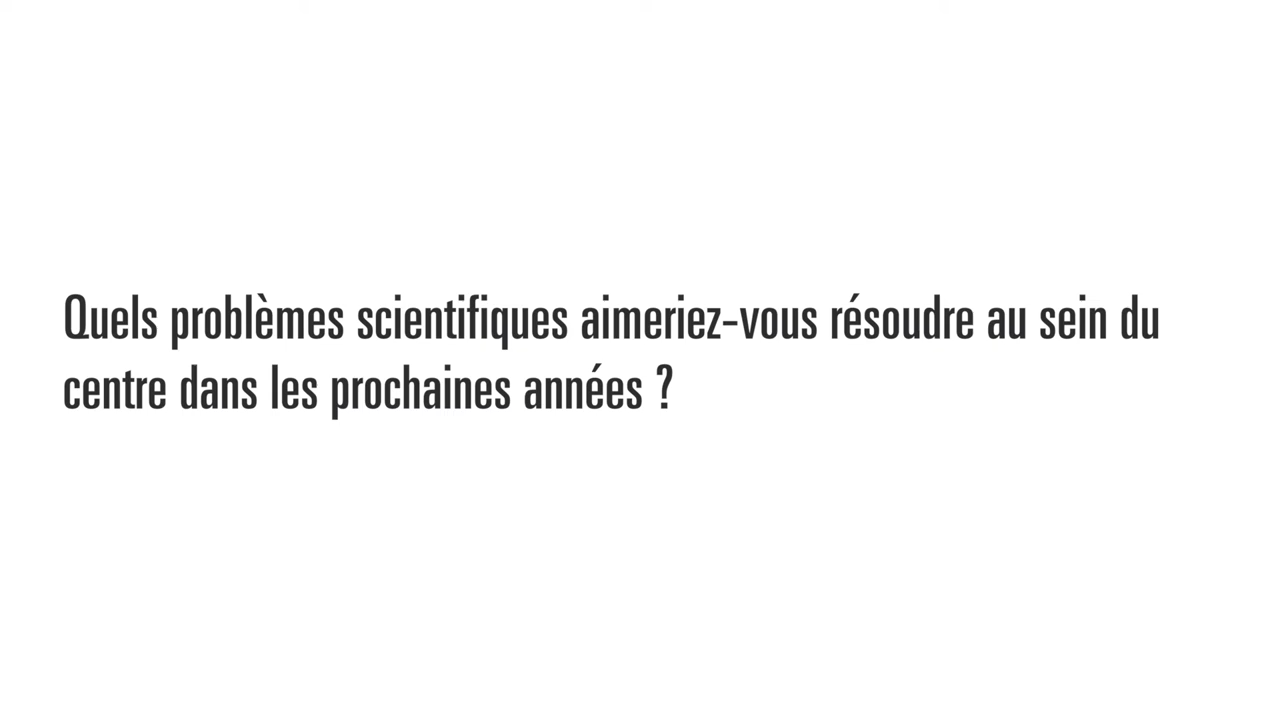 Quels problèmes scientifiques aimeriez-vous résoudre au sein du
centre dans les prochaines années ?